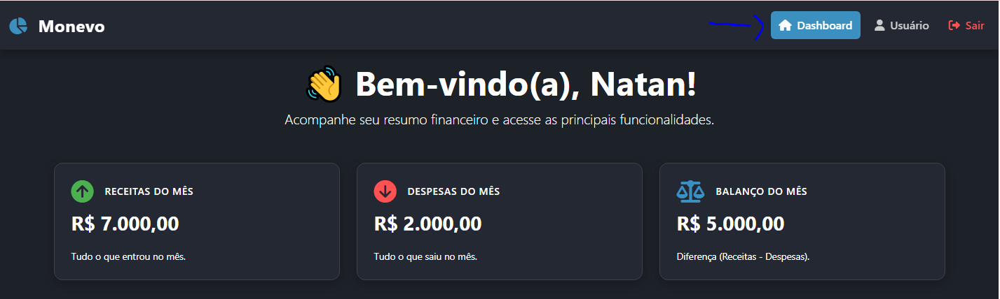 Monevo
Dashboard
Usuário
Sair
Bem-vindo(a), Natan!
Acompanhe seu resumo financeiro e acesse as principais funcionalidades.
RECEITAS DO MÊS
R$ 7.000,00
Tudo o que entrou no mês.
DESPESAS DO MÊS
R$ 2.000,00
Tudo o que saiu no mês.
BALANÇO DO MÊS
R$ 5.000,00
Diferença (Receitas - Despesas).